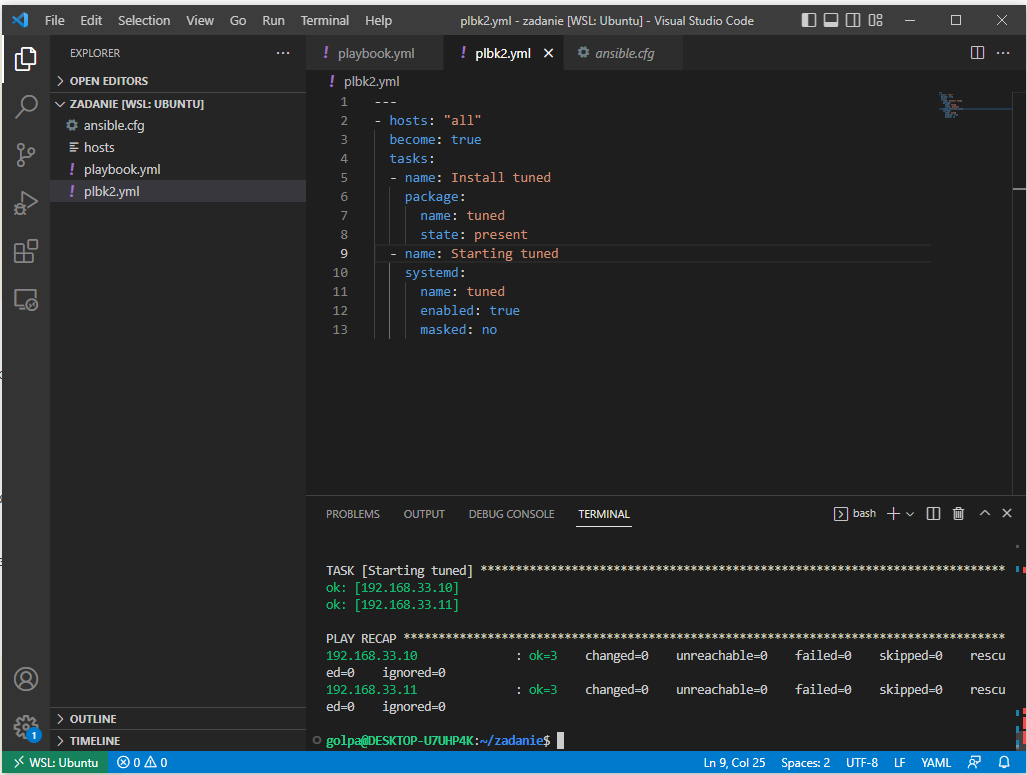 File Edit Selection View Go Run Terminal Help plbk2.yml - zadanie [WSL: Ubuntu] - Visual Studio Code
EXPLORER
OPEN EDITORS
ZADANIE [WSL: UBUNTU]
ansible.cfg
hosts
! playbook.yml
! plbk2.yml
OUTLINE
TIMELINE
! playbook.yml ! plbk2.yml ansible.cfg
! plbk2.yml
1 ---
2 - hosts: "all"
3   become: true
4   tasks:
5   - name: Install tuned
6     package:
7       name: tuned
8       state: present
9   - name: Starting tuned
10     systemd:
11       name: tuned
12       enabled: true
13       masked: no
PROBLEMS OUTPUT DEBUG CONSOLE TERMINAL bash
TASK [Starting tuned] ***************************************************************************
ok: [192.168.33.10]
ok: [192.168.33.11]
PLAY RECAP **************************************************************************************
192.168.33.10 : ok=3 changed=0 unreachable=0 failed=0 skipped=0 rescu
ed=0 ignored=0
192.168.33.11 : ok=3 changed=0 unreachable=0 failed=0 skipped=0 rescu
ed=0 ignored=0
golpa@DESKTOP-U7UHP4K:~/zadanie$
1
WSL: Ubuntu 0 0 Ln 9, Col 25 Spaces: 2 UTF-8 LF YAML